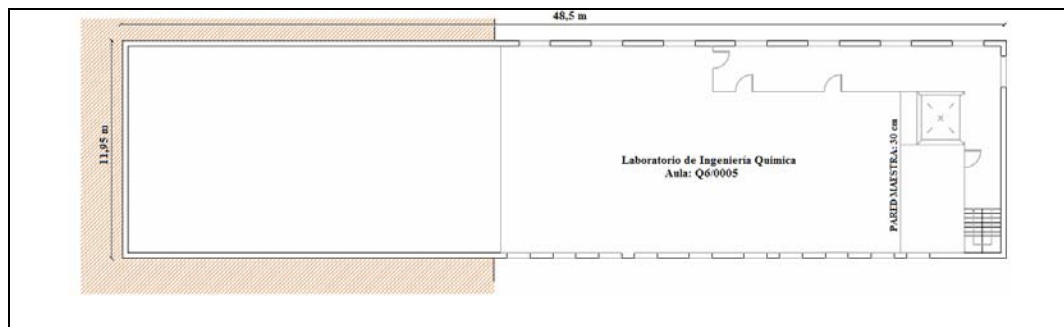 48,5 m
11,95 m
Laboratorio de Ingeniería Química
Aula: Q6/0005
PARED MAESTRA: 30 cm